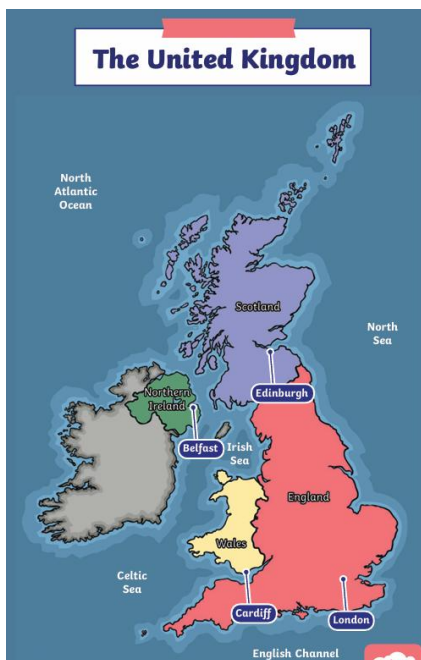 The United Kingdom
North
Atlantic
Ocean
Scotland
North
Sea
Edinburgh
Northern
Ireland
Belfast
Irish
Sea
England
Wales
Celtic
Sea
Cardiff
London
English Channel